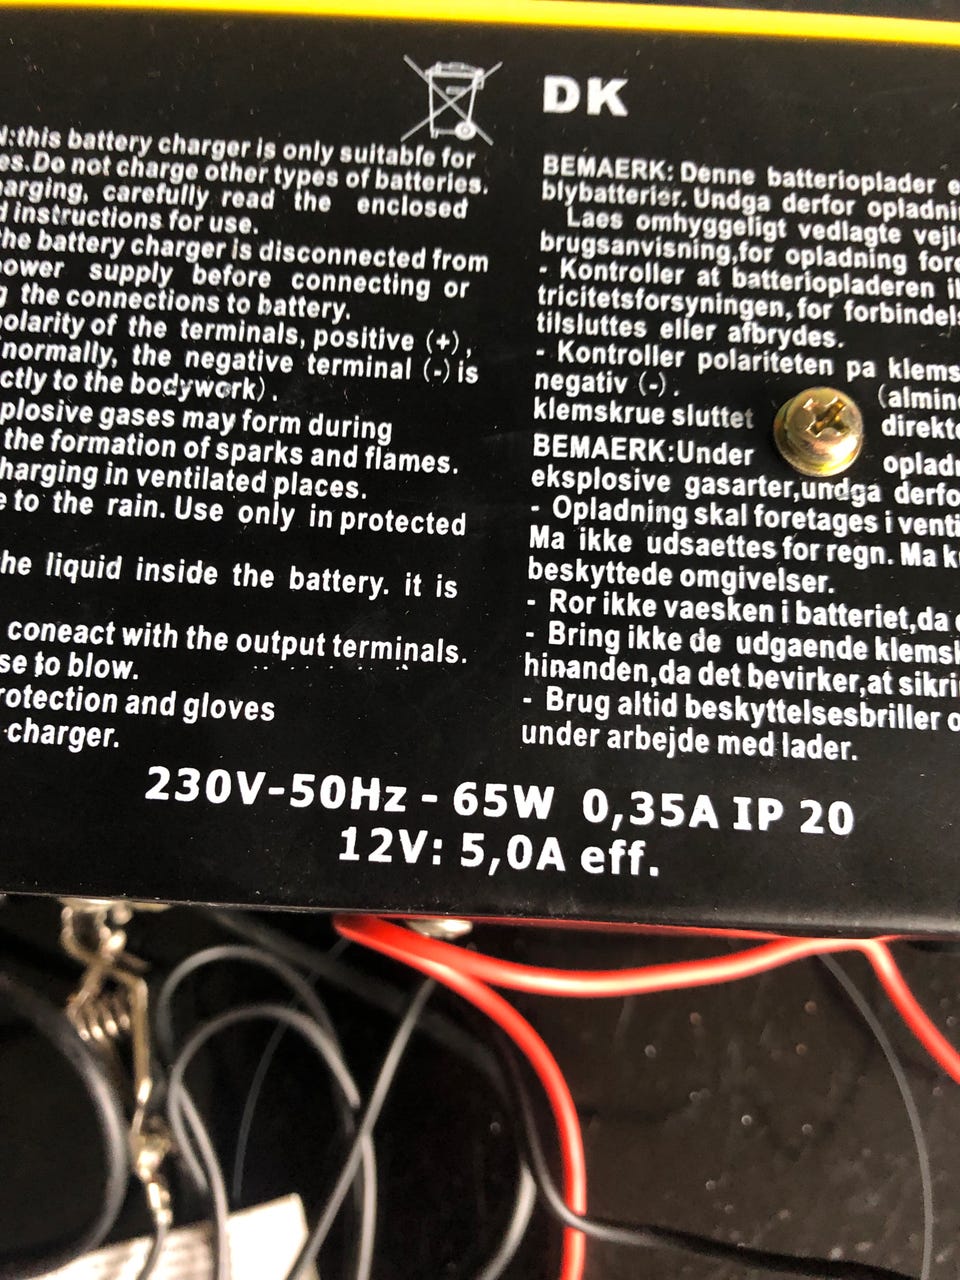 N:this battery charger is only suitable for
es.Do not charge other types of batteries.
arging, carefully read the enclosed
d instructions for use.
the battery charger is disconnected from
power supply before connecting or
g the connections to battery.
polarity of the terminals, positive (+),
normally, the negative terminal (-) is
ctly to the bodywork).
plosive gases may form during
the formation of sparks and flames.
harging in ventilated places.
e to the rain. Use only in protected
he liquid inside the battery. it is
coneact with the output terminals.
se to blow.
rotection and gloves
charger.
DK
BEMAERK: Denne batterioplader e
blybatterier. Undga derfor opladni
Laes omhyggeligt vedlagte vejl
brugsanvisning,for opladning fore
- Kontroller at batteriopladeren i
tricitetsforsyningen, for forbindels
tilsluttes eller afbrydes.
- Kontroller polariteten pa klems
negativ (-). (almin
klemskrue sluttet direkte
BEMAERK:Under opladn
eksplosive gasarter,undga derfo
- Opladning skal foretages i venti
Ma ikke udsaettes for regn. Ma k
beskyttede omgivelser.
- Ror ikke vaesken i batteriet,da
- Bring ikke de udgaende klemsk
hinanden,da det bevirker,at sikri
- Brug altid beskyttelsesbriller o
under arbejde med lader.
230V-50Hz - 65W 0,35A IP 20
12V: 5,0A eff.